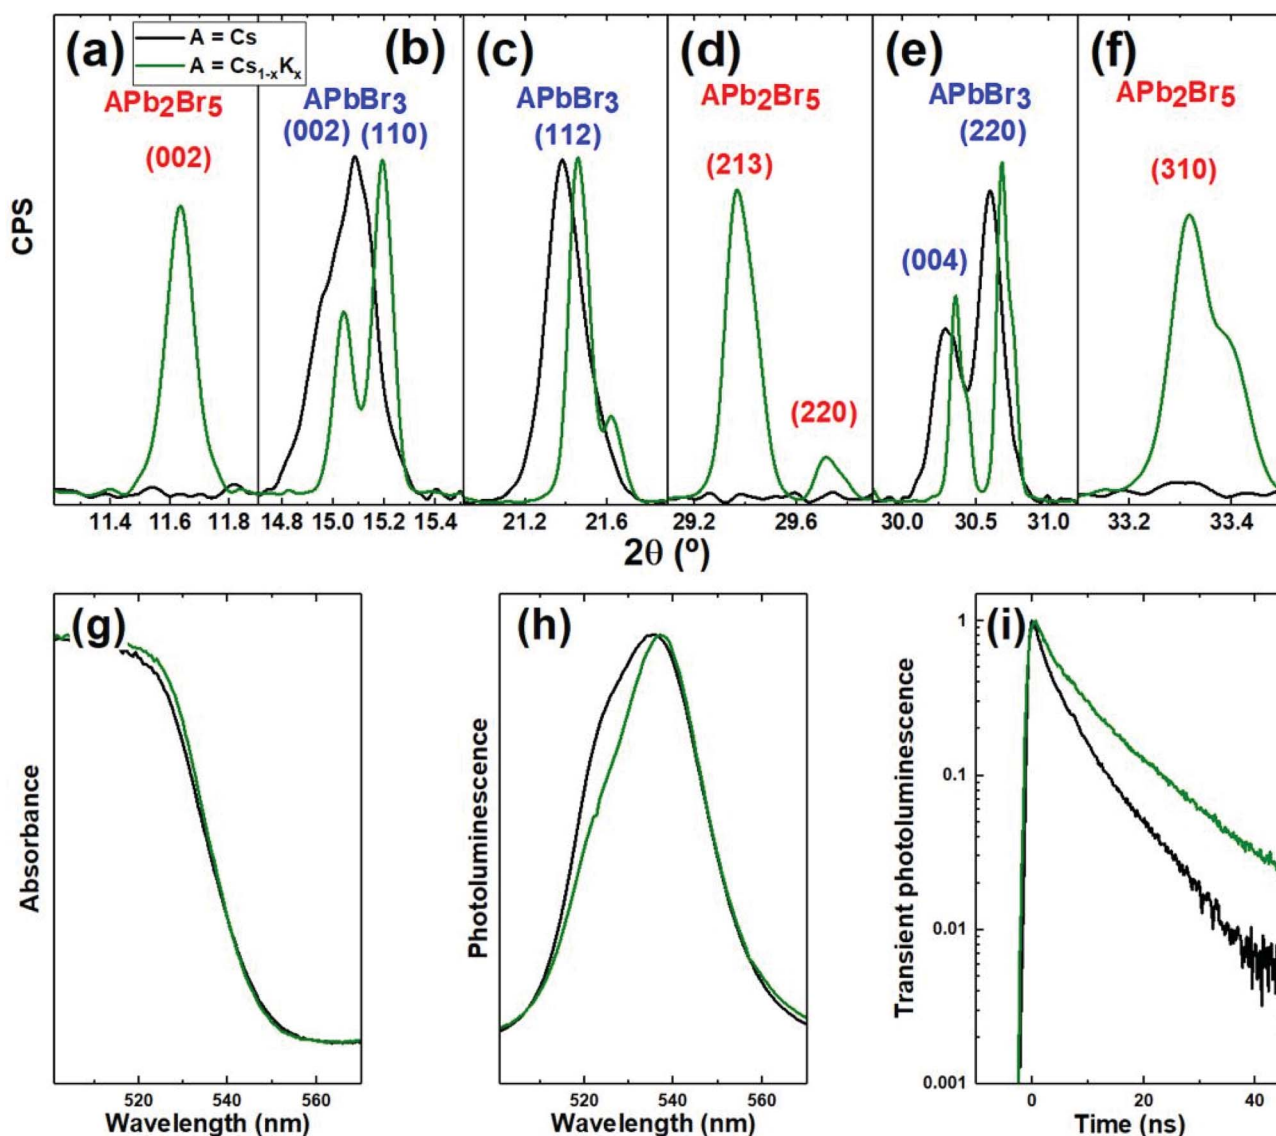 (a)
A = Cs
A = Cs1-xKx
(b)
(c)
(d)
(e)
(f)
APb2Br5
APbBr3
APbBr3
APb2Br5
APbBr3
APb2Br5
(002)
(002) (110)
(112)
(213)
(220)
(004)
(220)
(310)
CPS
11.4 11.6 11.8 14.8 15.0 15.2 15.4 21.2 21.6 29.2 29.6 30.0 30.5 31.0 33.2 33.4
2θ (º)
(g)
Absorbance
520 540 560
Wavelength (nm)
(h)
Photoluminescence
520 540 560
Wavelength (nm)
(i)
Transient photoluminescence
1
0.1
0.01
0.001
0 20 40
Time (ns)